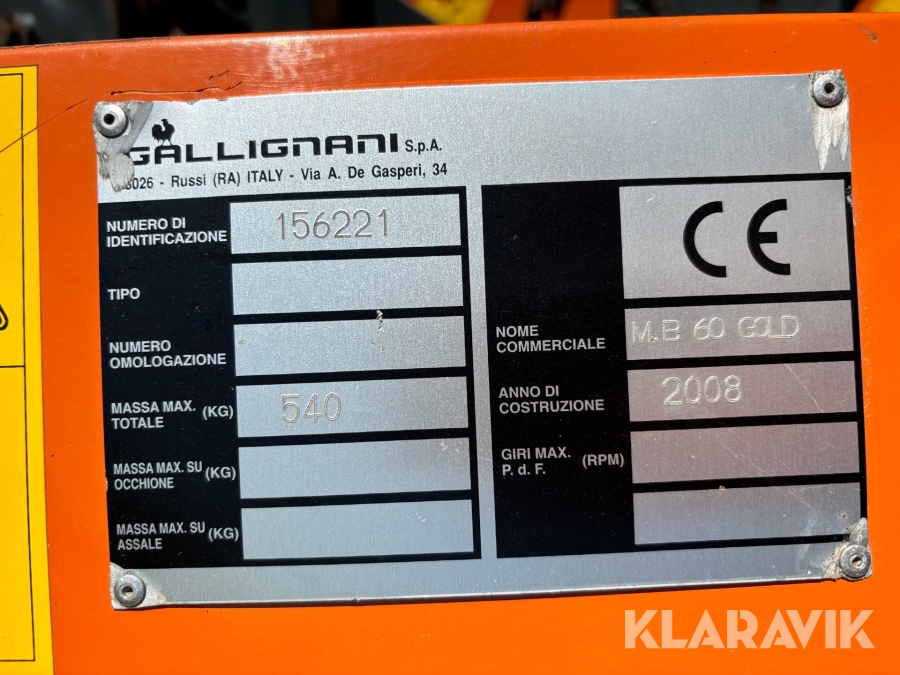 GALLIGNANI S.p.A.
8026 - Russi (RA) ITALY - Via A. De Gasperi, 34
NUMERO DI
IDENTIFICAZIONE
156221
TIPO
NUMERO
OMOLOGAZIONE
MASSA MAX.
TOTALE (KG)
540
MASSA MAX. SU
OCCHIONE (KG)
MASSA MAX. SU
ASSALE (KG)
CE
NOME
COMMERCIALE
M.B 60 GOLD
ANNO DI
COSTRUZIONE
2008
GIRI MAX.
P. d. F. (RPM)
KLARAVIK